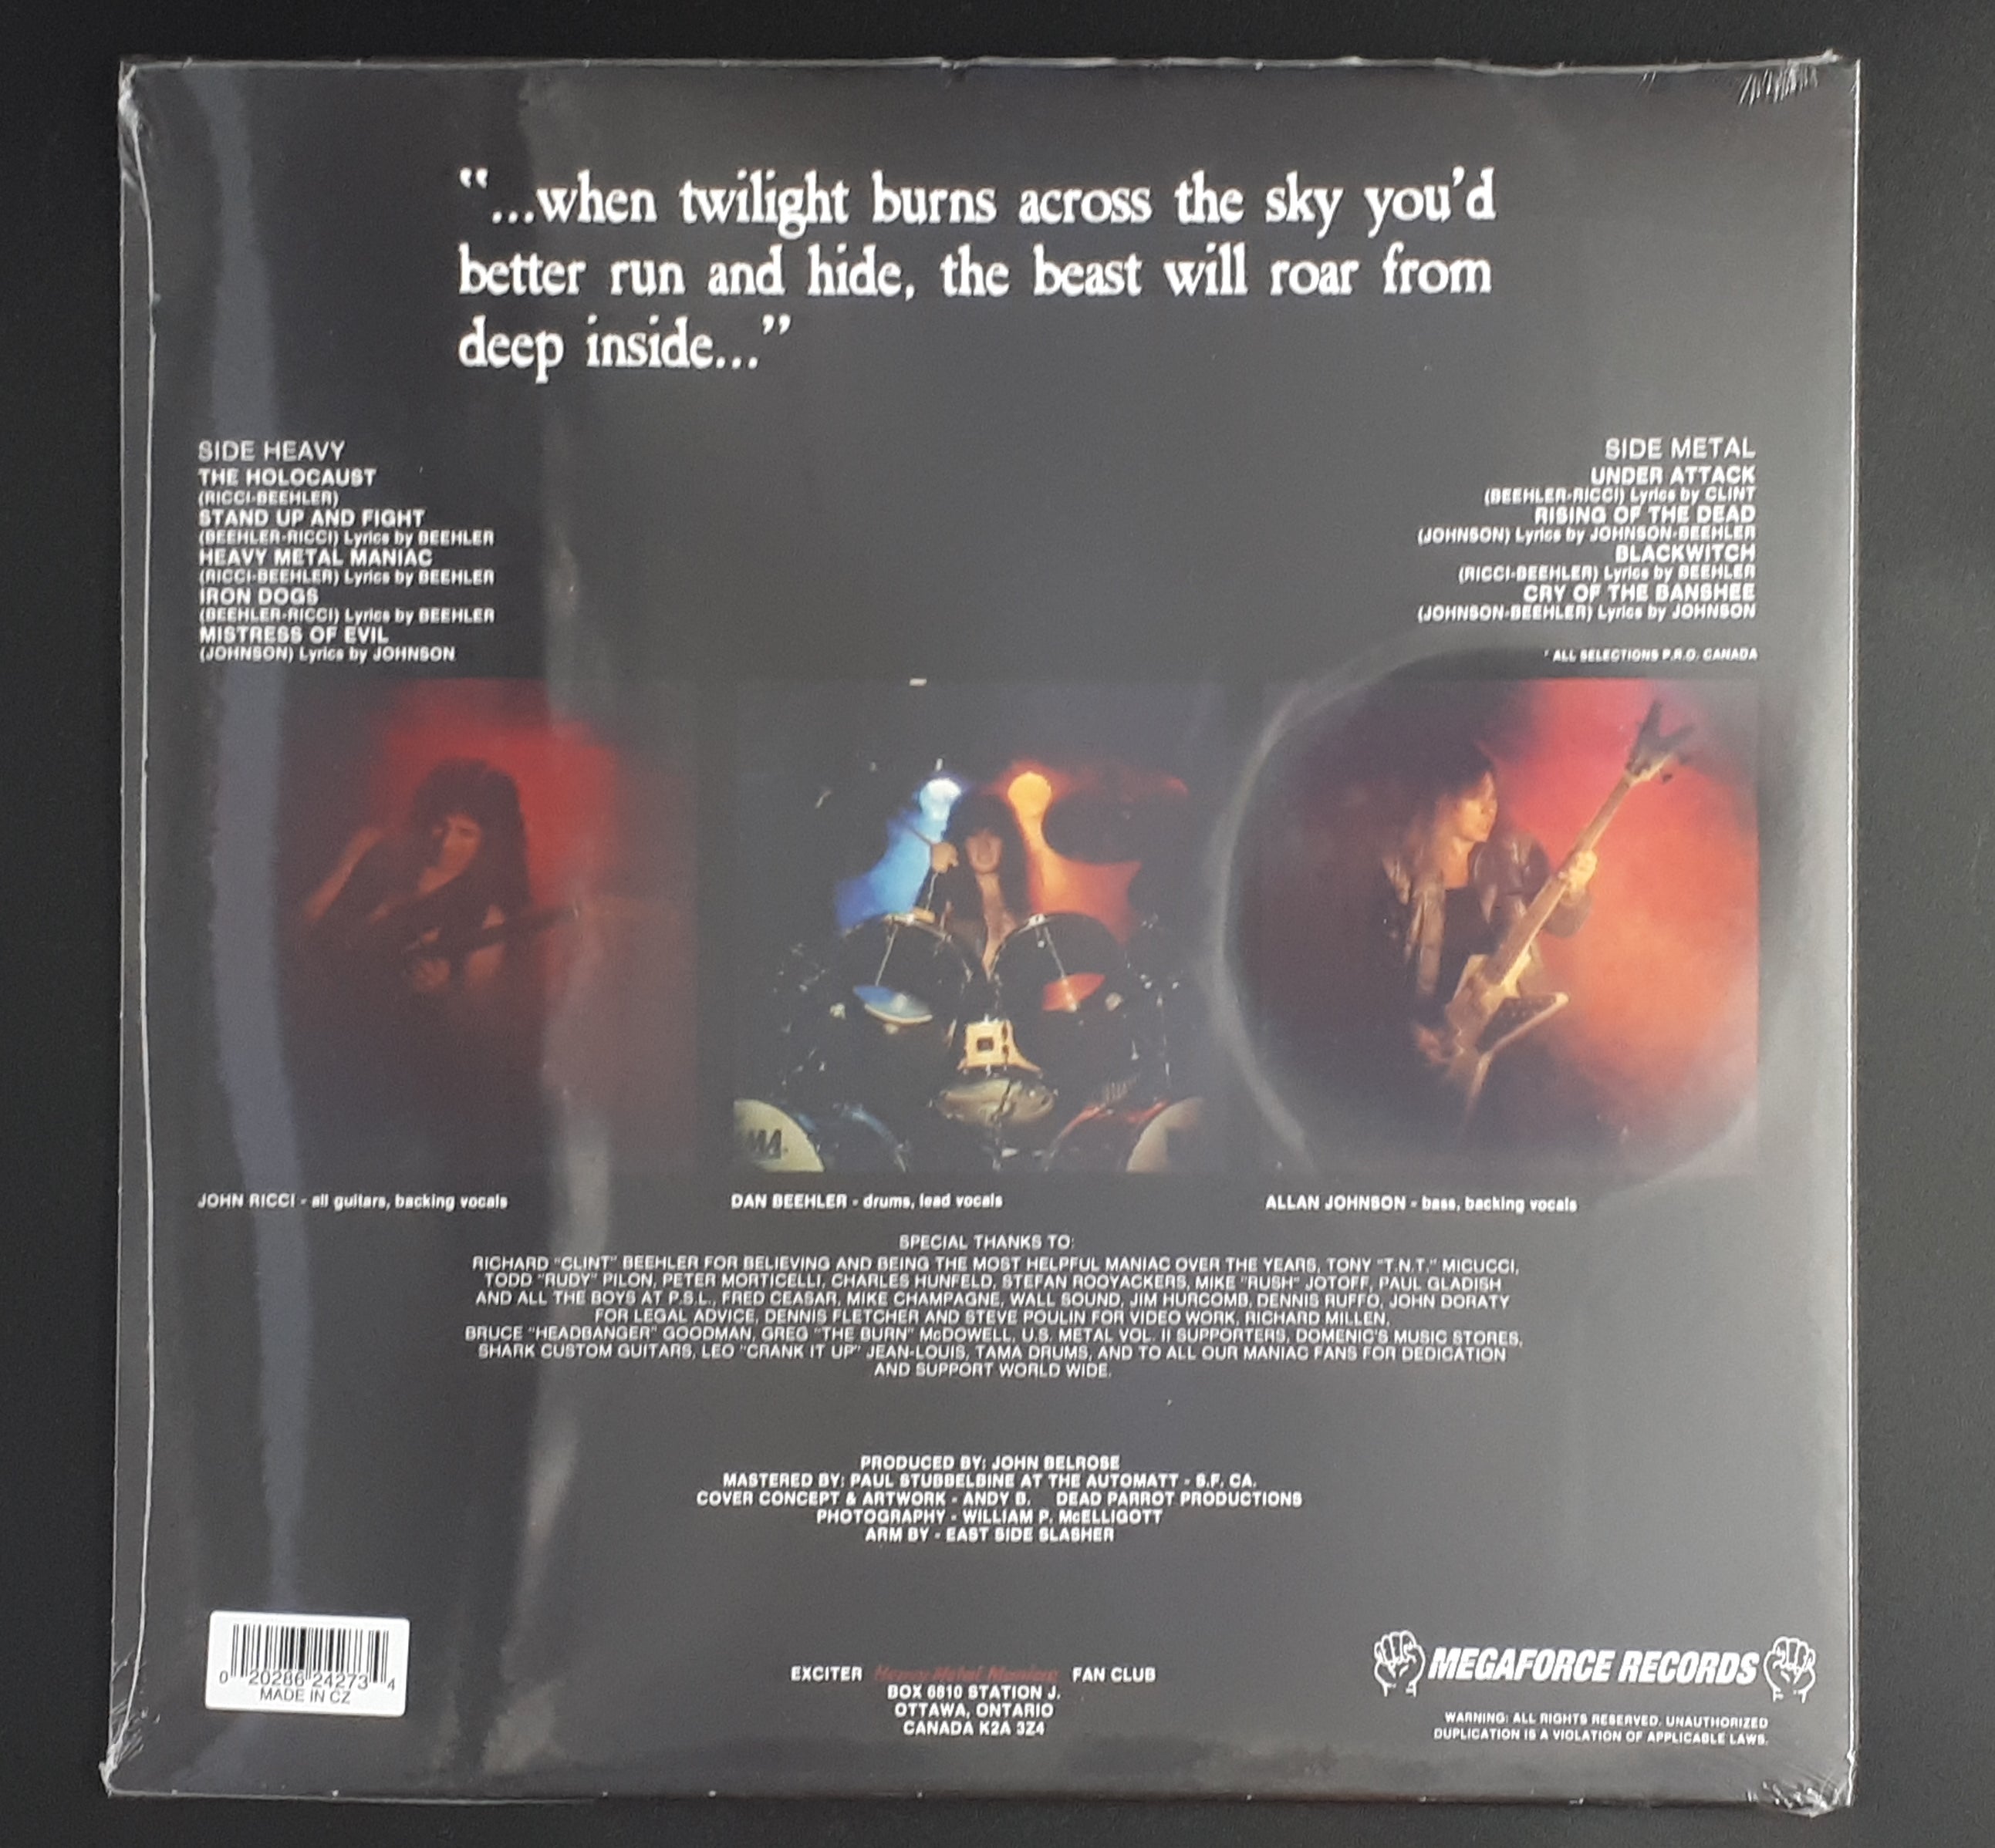 “...when twilight burns across the sky you’d
better run and hide, the beast will roar from
deep inside...”
SIDE HEAVY
THE HOLOCAUST
(RICCI-BEEHLER)
STAND UP AND FIGHT
(BEEHLER-RICCI) Lyrics by BEEHLER
HEAVY METAL MANIAC
(RICCI-BEEHLER) Lyrics by BEEHLER
IRON DOGS
(BEEHLER-RICCI) Lyrics by BEEHLER
MISTRESS OF EVIL
(JOHNSON) Lyrics by JOHNSON
SIDE METAL
UNDER ATTACK
(BEEHLER-RICCI) Lyrics by CLINT
RISING OF THE DEAD
(JOHNSON) Lyrics by JOHNSON-BEEHLER
BLACKWITCH
(RICCI-BEEHLER) Lyrics by BEEHLER
CRY OF THE BANSHEE
(JOHNSON-BEEHLER) Lyrics by JOHNSON
* ALL SELECTIONS P.R.O. CANADA
JOHN RICCI - all guitars, backing vocals
DAN BEEHLER - drums, lead vocals
ALLAN JOHNSON - bass, backing vocals
SPECIAL THANKS TO:
RICHARD "CLINT" BEEHLER FOR BELIEVING AND BEING THE MOST HELPFUL MANIAC OVER THE YEARS, TONY "T.N.T." MICUCCI,
TODD "RUDY" PILON, PETER MORTICELLI, CHARLES HUNFELD, STEFAN ROOYACKERS, MIKE "RUSH" JOTOFF, PAUL GLADISH
AND ALL THE BOYS AT P.S.L., FRED CEASAR, MIKE CHAMPAGNE, WALL SOUND, JIM HURCOMB, DENNIS RUFFO, JOHN DORATY
FOR LEGAL ADVICE, DENNIS FLETCHER AND STEVE POULIN FOR VIDEO WORK, RICHARD MILLEN,
BRUCE "HEADBANGER" GOODMAN, GREG "THE BURN" McDOWELL, U.S. METAL VOL. II SUPPORTERS, DOMENIC'S MUSIC STORES,
SHARK CUSTOM GUITARS, LEO "CRANK IT UP" JEAN-LOUIS, TAMA DRUMS, AND TO ALL OUR MANIAC FANS FOR DEDICATION
AND SUPPORT WORLD WIDE.
PRODUCED BY: JOHN BELROSE
MASTERED BY: PAUL STUBBELBINE AT THE AUTOMATT - S.F. CA.
COVER CONCEPT & ARTWORK - ANDY B. DEAD PARROT PRODUCTIONS
PHOTOGRAPHY - WILLIAM P. McELLIGOTT
ARM BY - EAST SIDE SLASHER
0 20286 24273 4
MADE IN CZ
EXCITER Heavy Metal Maniac FAN CLUB
BOX 6810 STATION J.
OTTAWA, ONTARIO
CANADA K2A 3Z4
MEGAFORCE RECORDS
WARNING: ALL RIGHTS RESERVED. UNAUTHORIZED
DUPLICATION IS A VIOLATION OF APPLICABLE LAWS.